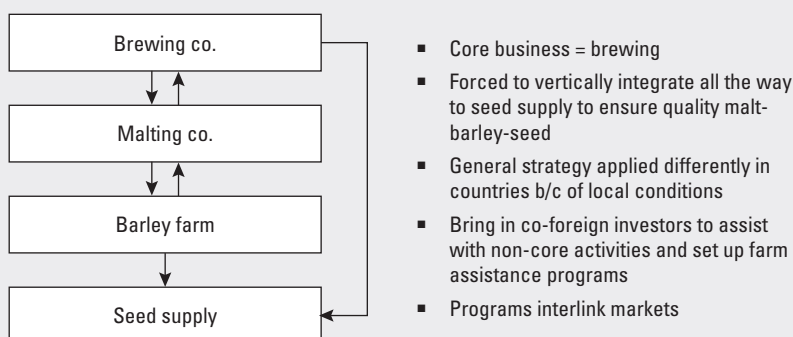 Brewing co.
Malting co.
Barley farm
Seed supply
▪ Core business = brewing
▪ Forced to vertically integrate all the way
to seed supply to ensure quality malt-
barley-seed
▪ General strategy applied differently in
countries b/c of local conditions
▪ Bring in co-foreign investors to assist
with non-core activities and set up farm
assistance programs
▪ Programs interlink markets